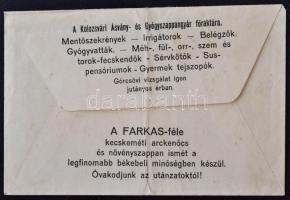 A Kolozsvári Ásvány- és Gyógyszappangyár főraktára.
Mentőszekrények — Irrigátorok — Belégzők.
Gyógyvatták. — Méh-, fül-, orr-, szem és
torok-fecskendők - Sérvkötők - Sus-
pensóriumok - Gyermek tejszopók.
Górcsövi vizsgálat igen
jutányos árban.
darabanth
A FARKAS-féle
kecskeméti arckenőcs
és növényszappan ismét a
legfinomabb békebeli minőségben készül.
Óvakodjunk az utánzatoktól!